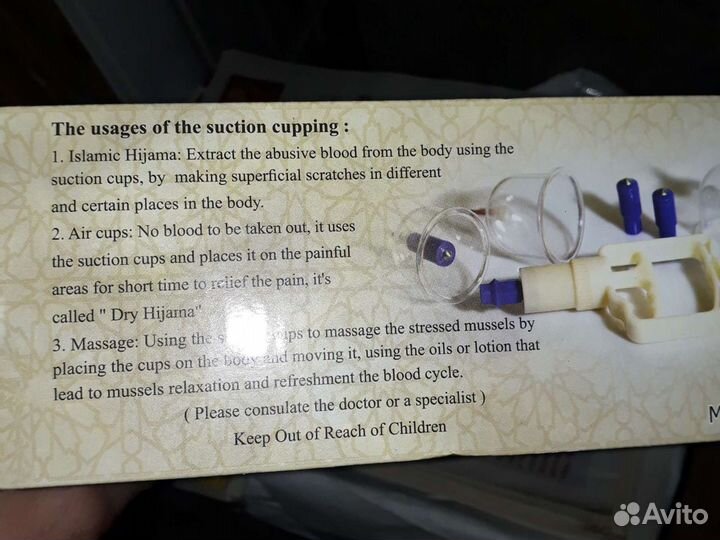 The usages of the suction cupping :
1. Islamic Hijama: Extract the abusive blood from the body using the
suction cups, by making superficial scratches in different
and certain places in the body.
2. Air cups: No blood to be taken out, it uses
the suction cups and places it on the painful
areas for short time to relief the pain, it's
called " Dry Hijama"
3. Massage: Using the cups to massage the stressed mussels by
placing the cups on the body and moving it, using the oils or lotion that
lead to mussels relaxation and refreshment the blood cycle.
( Please consulate the doctor or a specialist )
Keep Out of Reach of Children
M
Avito